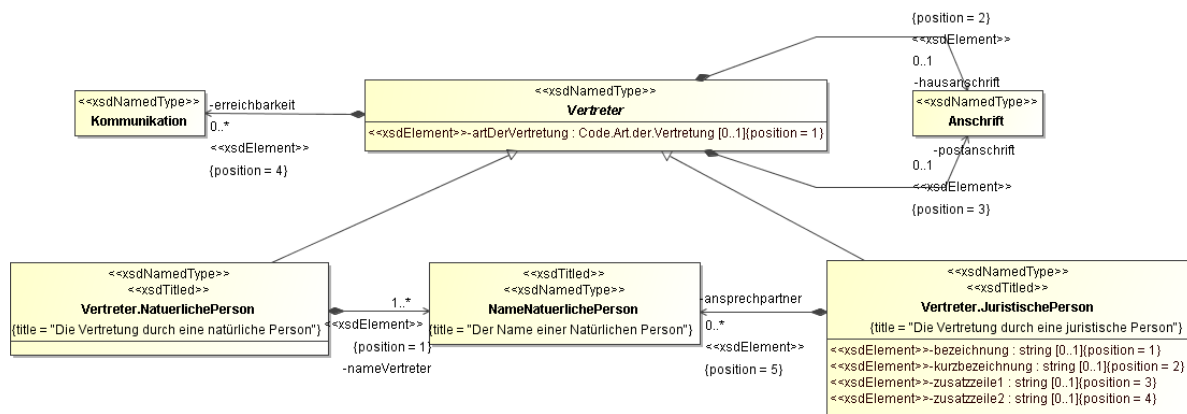 {position = 2}
<<xsdElement>>
0..1
-hausanschrift
<<xsdNamedType>>
Kommunikation
-erreichbarkeit
0..*
<<xsdElement>>
{position = 4}
<<xsdNamedType>>
Vertreter
<<xsdElement>>-artDerVertretung : Code.Art.der.Vertretung [0..1]{position = 1}
<<xsdNamedType>>
Anschrift
-postanschrift
0..1
<<xsdElement>>
{position = 3}
<<xsdNamedType>>
<<xsdTitled>>
Vertreter.NatuerlichePerson
{title = "Die Vertretung durch eine natürliche Person"}
1..*
<<xsdElement>>
{position = 1}
-nameVertreter
<<xsdTitled>>
<<xsdNamedType>>
NameNatuerlichePerson
{title = "Der Name einer Natürlichen Person"}
-ansprechpartner
0..*
<<xsdElement>>
{position = 5}
<<xsdNamedType>>
<<xsdTitled>>
Vertreter.JuristischePerson
{title = "Die Vertretung durch eine juristische Person"}
<<xsdElement>>-bezeichnung : string [0..1]{position = 1}
<<xsdElement>>-kurzbezeichnung : string [0..1]{position = 2}
<<xsdElement>>-zusatzzeile1 : string [0..1]{position = 3}
<<xsdElement>>-zusatzzeile2 : string [0..1]{position = 4}